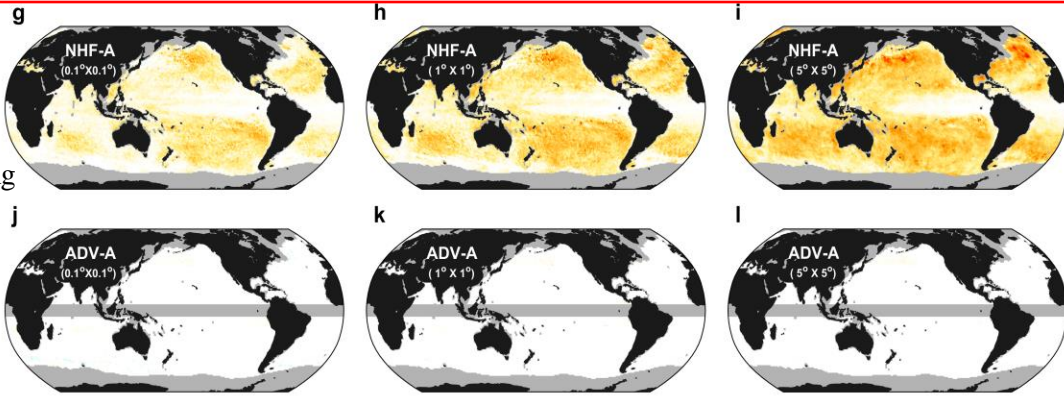 g
h
i
NHF-A
(0.1°X0.1°)
NHF-A
( 1° X 1°)
NHF-A
( 5° X 5°)
g
j
k
l
ADV-A
(0.1°X0.1°)
ADV-A
( 1° X 1°)
ADV-A
( 5° X 5°)